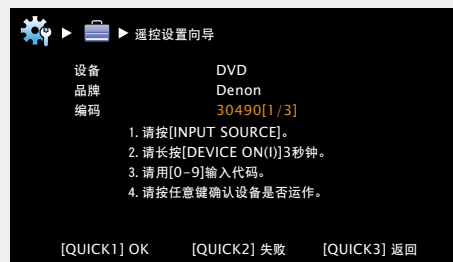 遥控设置向导
设备 DVD
品牌 Denon
编码 30490[1/3]
1. 请按[INPUT SOURCE]。
2. 请长按[DEVICE ON(I)]3秒钟。
3. 请用[0-9]输入代码。
4. 请按任意键确认设备是否运作。
[QUICK1] OK [QUICK2] 失败 [QUICK3] 返回